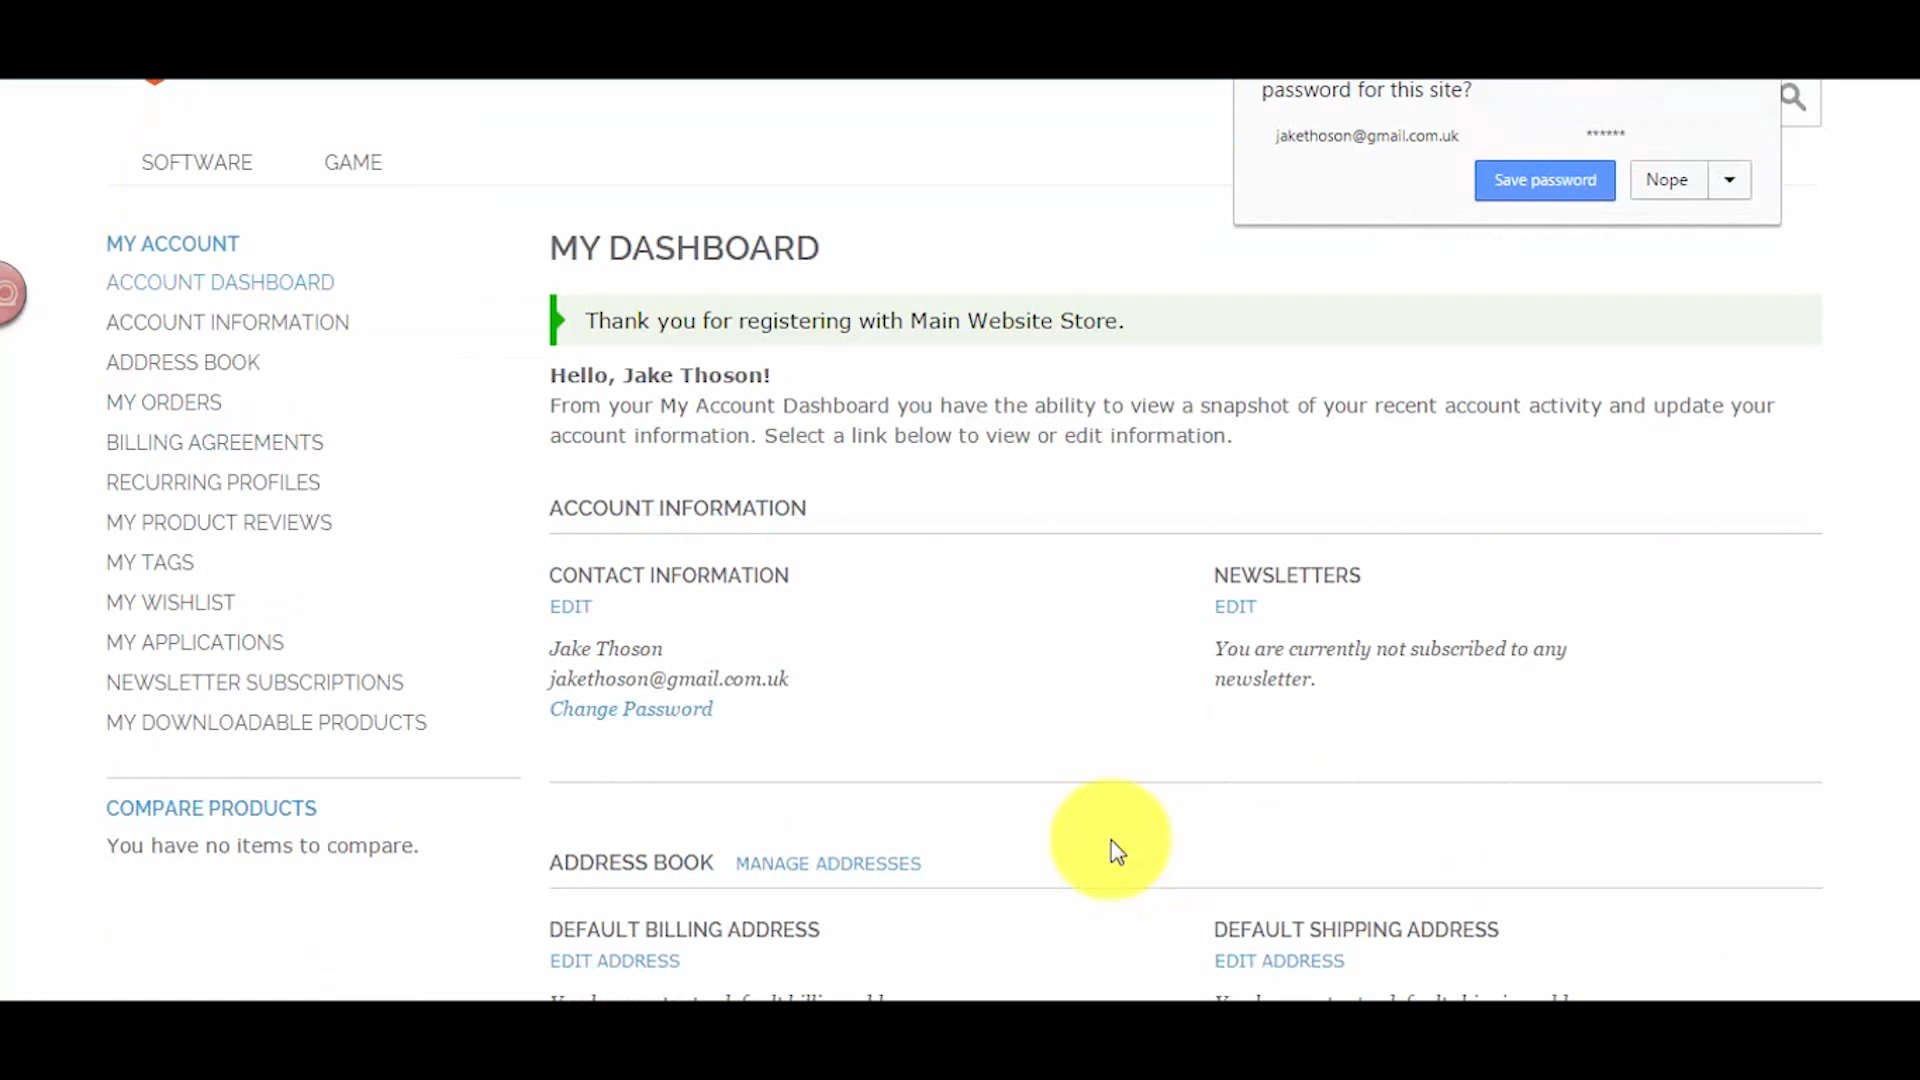 password for this site?
jakethoson@gmail.com.uk ******
Save password Nope
SOFTWARE GAME
MY ACCOUNT
ACCOUNT DASHBOARD
ACCOUNT INFORMATION
ADDRESS BOOK
MY ORDERS
BILLING AGREEMENTS
RECURRING PROFILES
MY PRODUCT REVIEWS
MY TAGS
MY WISHLIST
MY APPLICATIONS
NEWSLETTER SUBSCRIPTIONS
MY DOWNLOADABLE PRODUCTS
COMPARE PRODUCTS
You have no items to compare.
MY DASHBOARD
Thank you for registering with Main Website Store.
Hello, Jake Thoson!
From your My Account Dashboard you have the ability to view a snapshot of your recent account activity and update your
account information. Select a link below to view or edit information.
ACCOUNT INFORMATION
CONTACT INFORMATION
EDIT
Jake Thoson
jakethoson@gmail.com.uk
Change Password
NEWSLETTERS
EDIT
You are currently not subscribed to any
newsletter.
ADDRESS BOOK MANAGE ADDRESSES
DEFAULT BILLING ADDRESS
EDIT ADDRESS
DEFAULT SHIPPING ADDRESS
EDIT ADDRESS